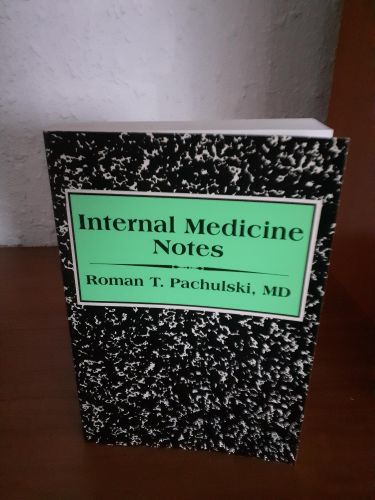 Internal Medicine
Notes
Roman T. Pachulski, MD